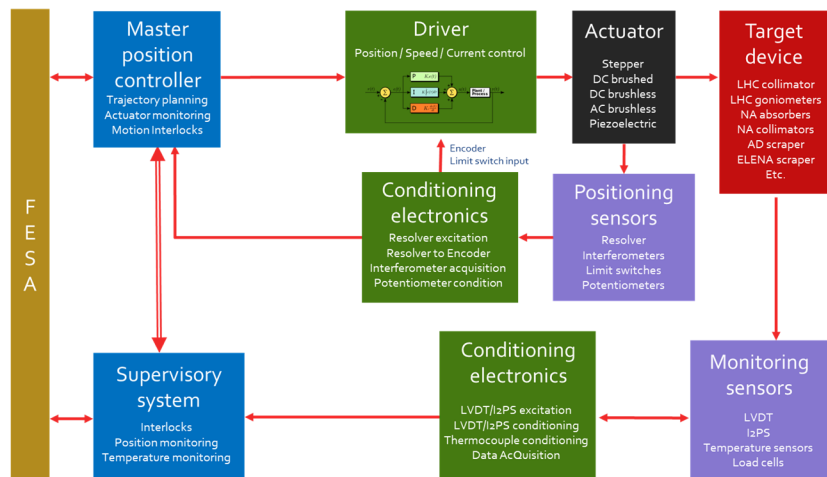 F
E
S
A
Master
position
controller
Trajectory planning
Actuator monitoring
Motion Interlocks
Driver
Position / Speed / Current control
P
I
D
Σ
Σ
Plant /
Process
Actuator
Stepper
DC brushed
DC brushless
AC brushless
Piezoelectric
Target
device
LHC collimator
LHC goniometers
NA absorbers
NA collimators
AD scraper
ELENA scraper
Etc.
Encoder
Limit switch input
Conditioning
electronics
Resolver excitation
Resolver to Encoder
Interferometer acquisition
Potentiometer condition
Positioning
sensors
Resolver
Interferometers
Limit switches
Potentiometers
Supervisory
system
Interlocks
Position monitoring
Temperature monitoring
Conditioning
electronics
LVDT/I2PS excitation
LVDT/I2PS conditioning
Thermocouple conditioning
Data AcQuisition
Monitoring
sensors
LVDT
I2PS
Temperature sensors
Load cells